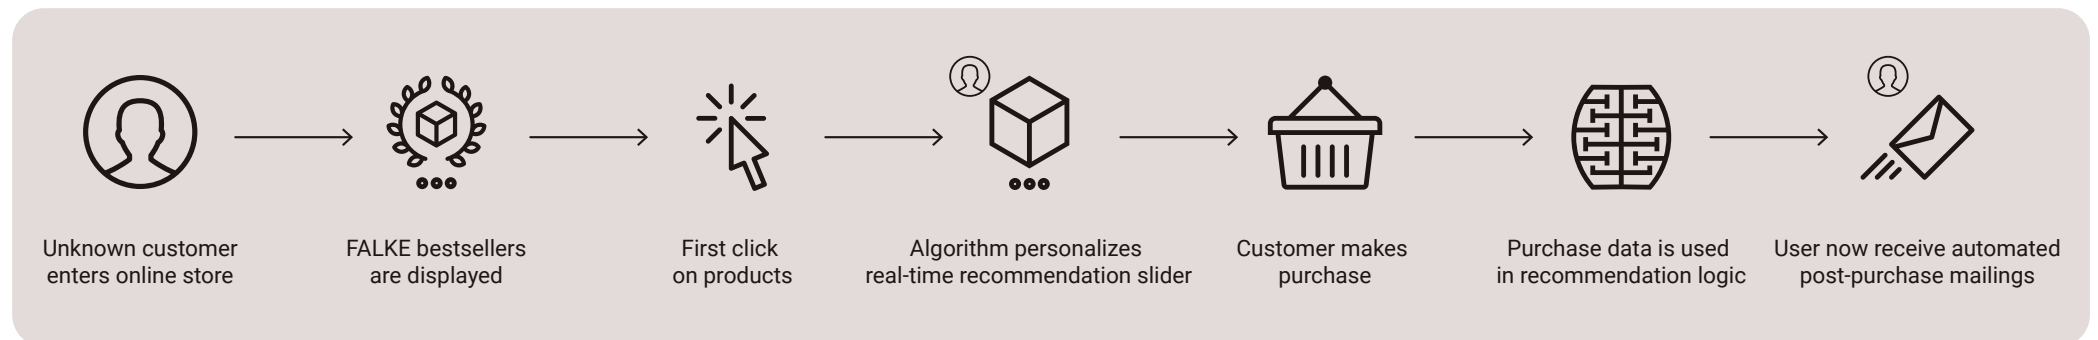 Unknown customer
enters online store
FALKE bestsellers
are displayed
First click
on products
Algorithm personalizes
real-time recommendation slider
Customer makes
purchase
Purchase data is used
in recommendation logic
User now receive automated
post-purchase mailings